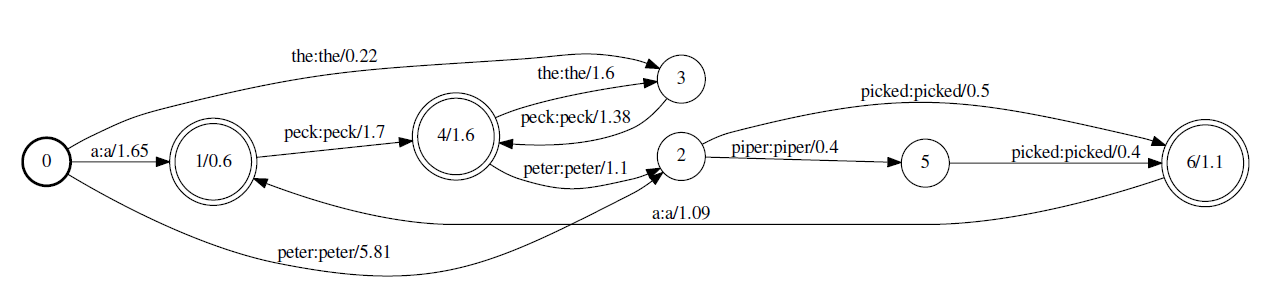 the:the/0.22
the:the/1.6
3
picked:picked/0.5
peck:peck/1.7
4/1.6
peck:peck/1.38
0
a:a/1.65
1/0.6
peter:peter/1.1
2
piper:piper/0.4
5
picked:picked/0.4
6/1.1
a:a/1.09
peter:peter/5.81